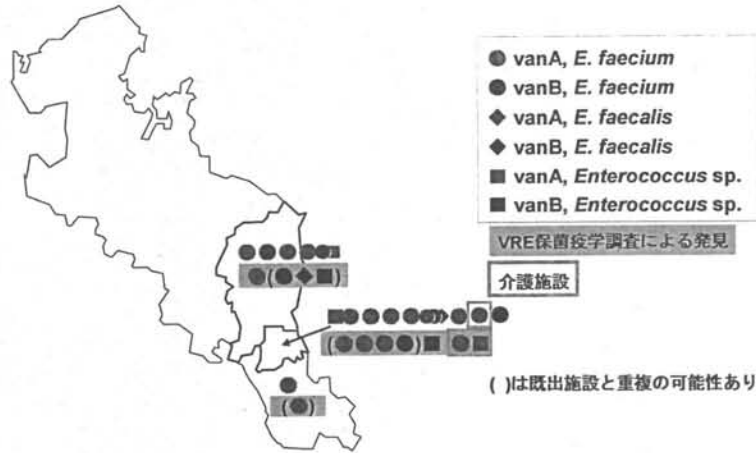 vanA, E. faecium
vanB, E. faecium
vanA, E. faecalis
vanB, E. faecalis
vanA, Enterococcus sp.
vanB, Enterococcus sp.
VRE保菌疫学調査による発見
介護施設
( )
( )
( )
( )は既出施設と重複の可能性あり